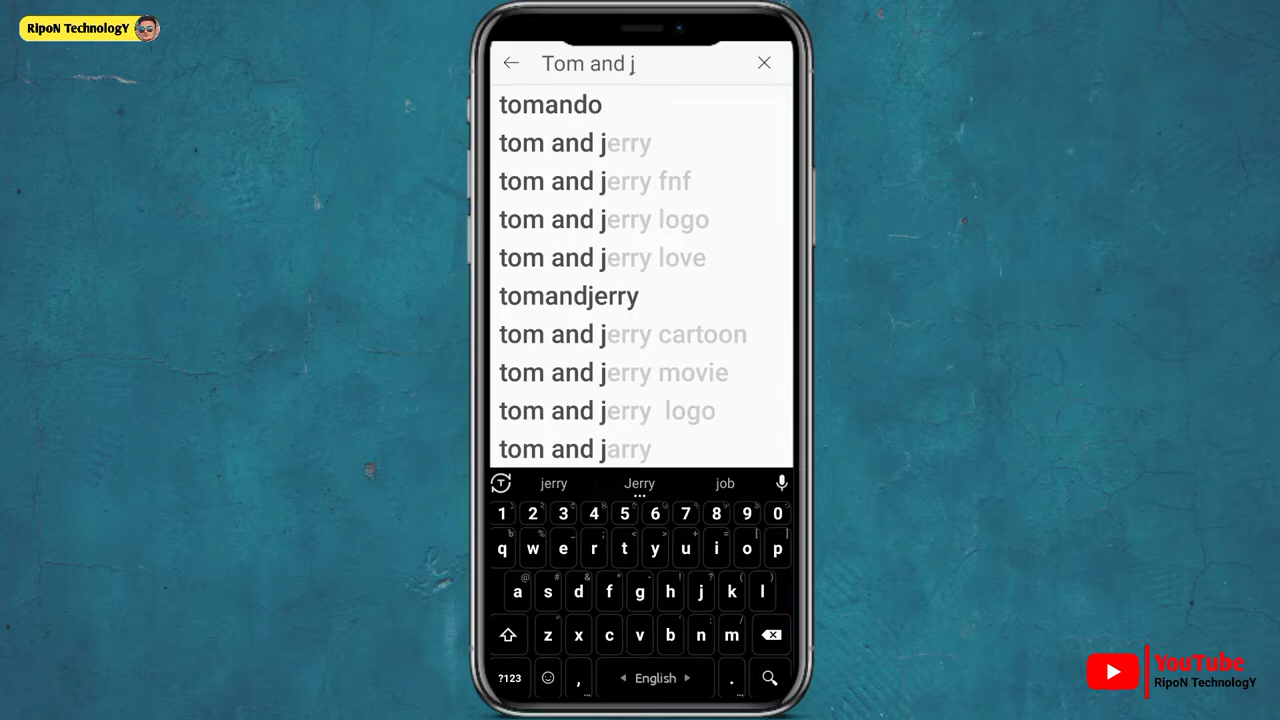 RipoN TechnologY
Tom and j
tomando
tom and jerry
tom and jerry fnf
tom and jerry logo
tom and jerry love
tomandjerry
tom and jerry cartoon
tom and jerry movie
tom and jerry  logo
tom and jarry
jerry Jerry job
1 2 3 4 5 6 7 8 9 0
q w e r t y u i o p
a s d f g h j k l
z x c v b n m
?123 , English .
YouTube
RipoN TechnologY